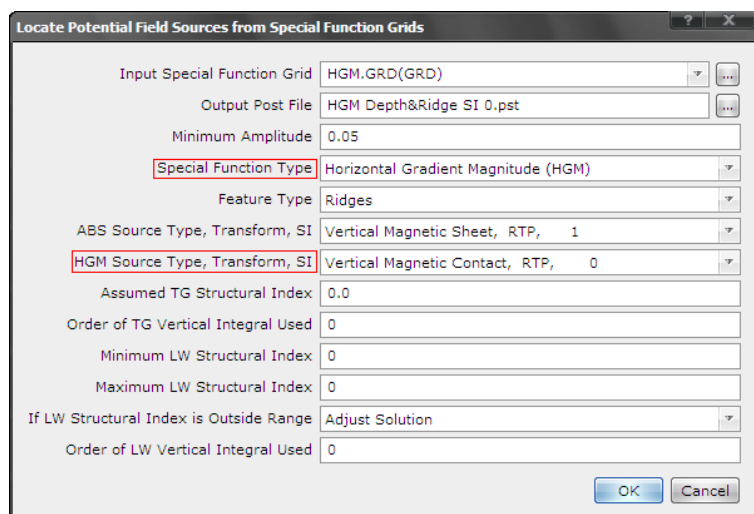 Locate Potential Field Sources from Special Function Grids ? X
Input Special Function Grid HGM.GRD(GRD) ...
Output Post File HGM Depth&Ridge SI 0.pst ...
Minimum Amplitude 0.05
Special Function Type Horizontal Gradient Magnitude (HGM)
Feature Type Ridges
ABS Source Type, Transform, SI Vertical Magnetic Sheet, RTP, 1
HGM Source Type, Transform, SI Vertical Magnetic Contact, RTP, 0
Assumed TG Structural Index 0.0
Order of TG Vertical Integral Used 0
Minimum LW Structural Index 0
Maximum LW Structural Index 0
If LW Structural Index is Outside Range Adjust Solution
Order of LW Vertical Integral Used 0
OK Cancel